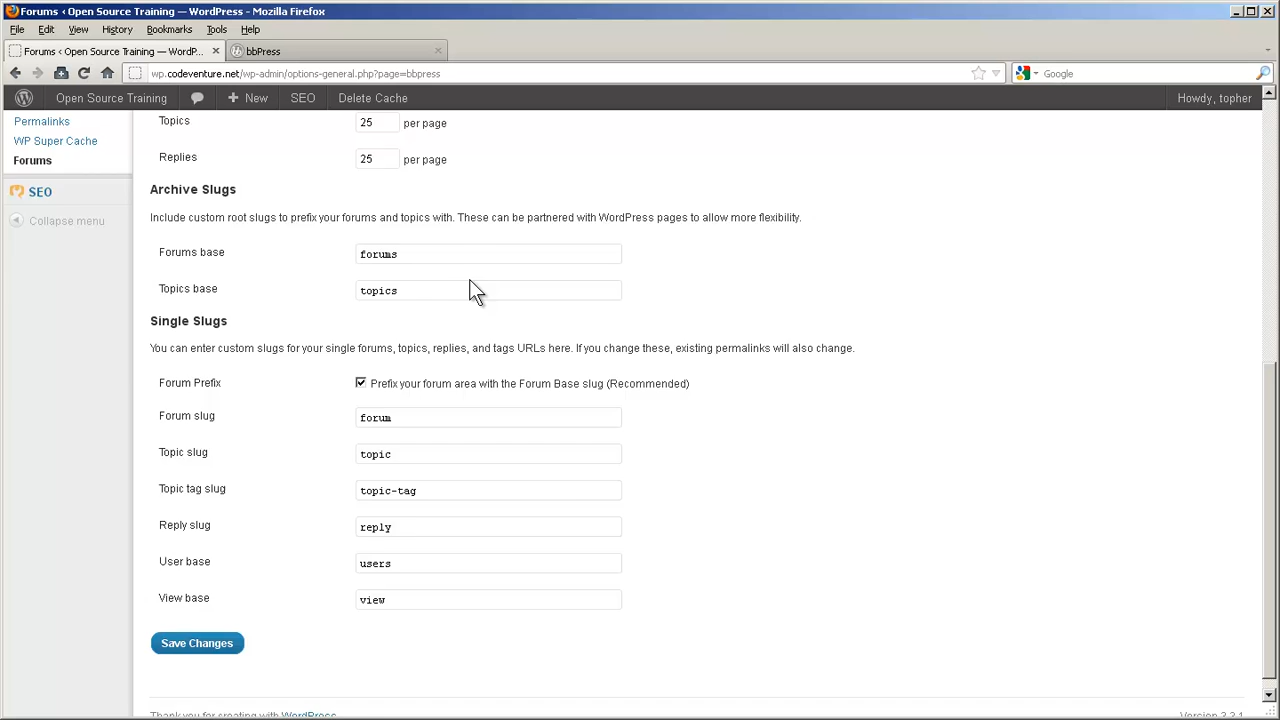 Forums ‹ Open Source Training — WordPress - Mozilla Firefox
File Edit View History Bookmarks Tools Help
Forums ‹ Open Source Training — WordP... bbPress
wp.codeventure.net/wp-admin/options-general.php?page=bbpress Google
Open Source Training New SEO Delete Cache Howdy, topher
Permalinks
WP Super Cache
Forums
SEO
Collapse menu
Topics 25 per page
Replies 25 per page
Archive Slugs
Include custom root slugs to prefix your forums and topics with. These can be partnered with WordPress pages to allow more flexibility.
Forums base forums
Topics base topics
Single Slugs
You can enter custom slugs for your single forums, topics, replies, and tags URLs here. If you change these, existing permalinks will also change.
Forum Prefix Prefix your forum area with the Forum Base slug (Recommended)
Forum slug forum
Topic slug topic
Topic tag slug topic-tag
Reply slug reply
User base users
View base view
Save Changes
Thank you for creating with WordPress. Version 3.3.1